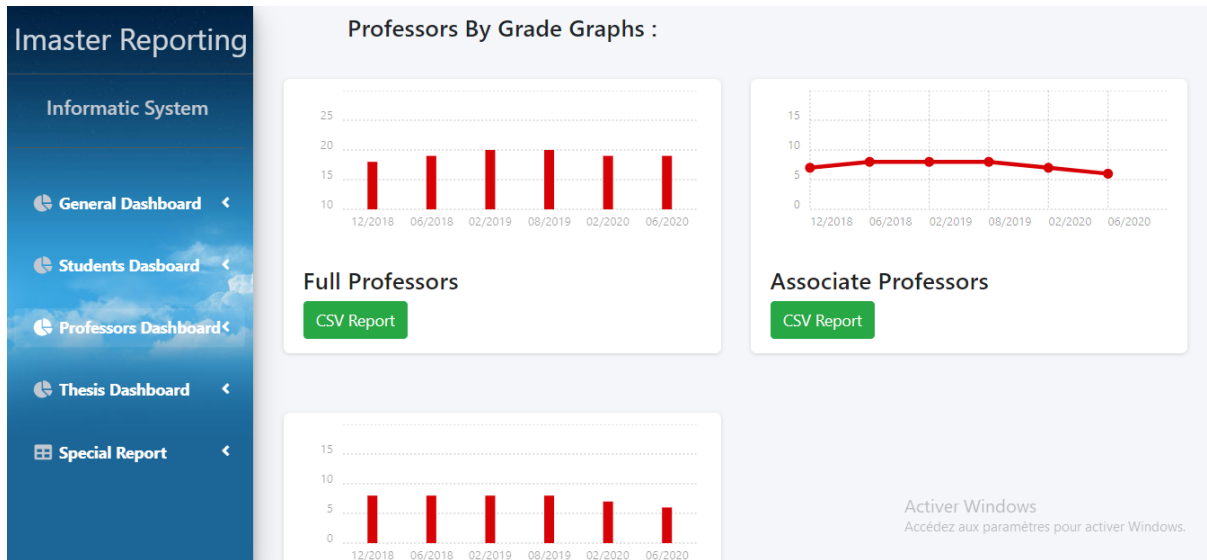 Imaster Reporting
Informatic System
General Dashboard
Students Dasboard
Professors Dashboard
Thesis Dashboard
Special Report
Professors By Grade Graphs :
25
20
15
10
12/2018 06/2018 02/2019 08/2019 02/2020 06/2020
Full Professors
CSV Report
15
10
5
0
12/2018 06/2018 02/2019 08/2019 02/2020 06/2020
Associate Professors
CSV Report
15
10
5
0
12/2018 06/2018 02/2019 08/2019 02/2020 06/2020
Activer Windows
Accédez aux paramètres pour activer Windows.